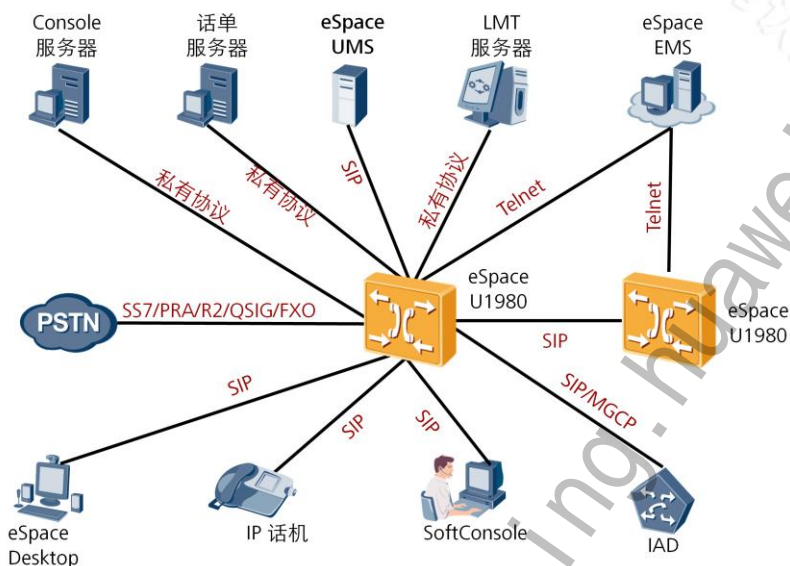 Console
服务器
话单
服务器
eSpace
UMS
LMT
服务器
eSpace
EMS
私有协议
私有协议
SIP
私有协议
Telnet
Telnet
PSTN
SS7/PRA/R2/QSIG/FXO
eSpace
U1980
SIP
eSpace
U1980
SIP
SIP
SIP
SIP/MGCP
eSpace
Desktop
IP 话机
SoftConsole
IAD
ing.huawe